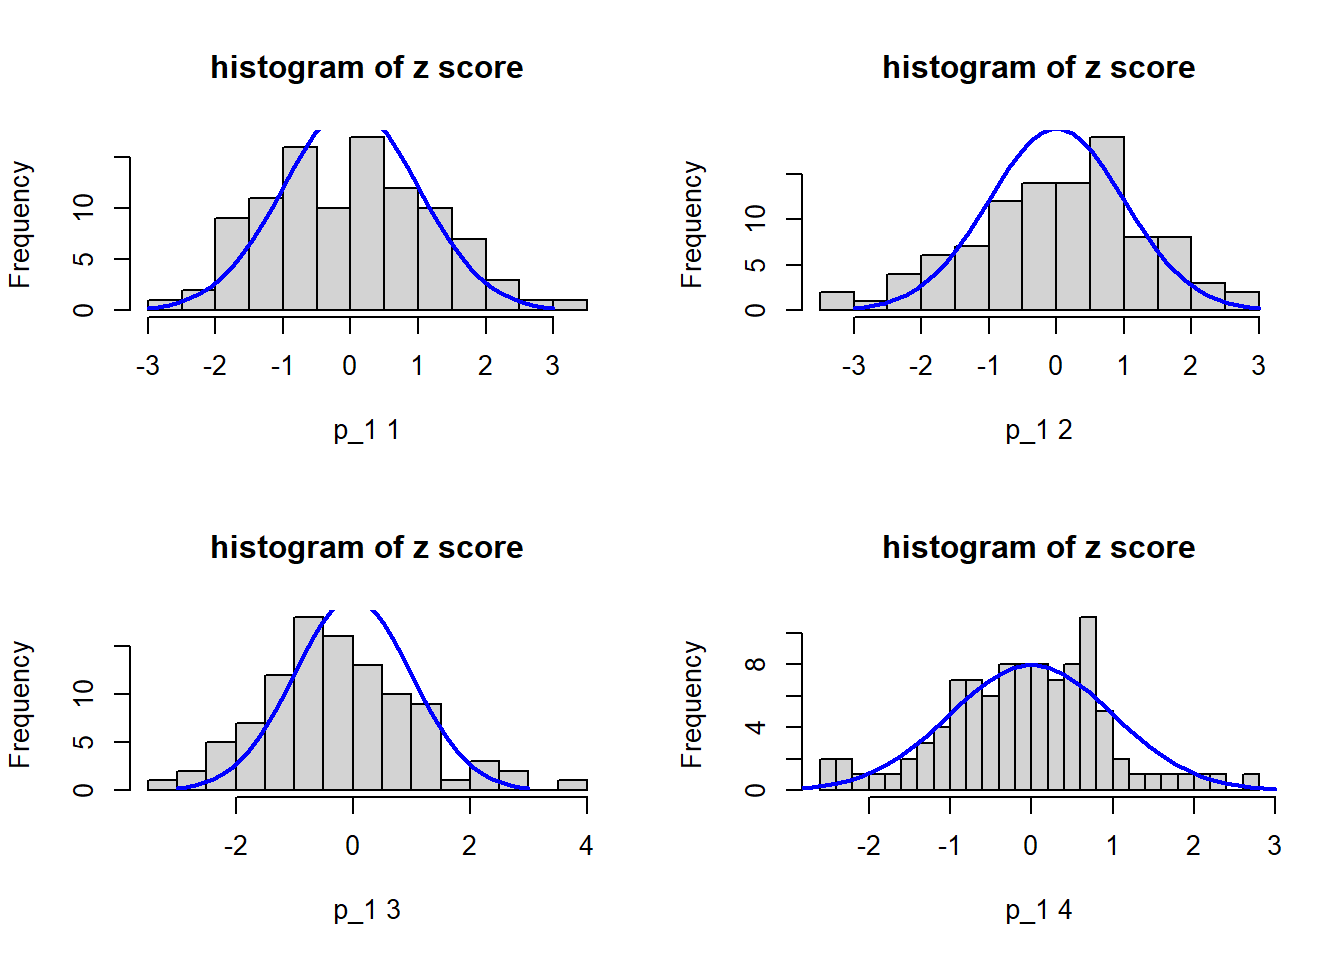 histogram of z score
Frequency
0 5 10
-3 -2 -1 0 1 2 3
p_1 1
histogram of z score
Frequency
0 5 10
-3 -2 -1 0 1 2 3
p_1 2
histogram of z score
Frequency
0 5 10
-2 0 2 4
p_1 3
histogram of z score
Frequency
0 4 8
-2 -1 0 1 2 3
p_1 4